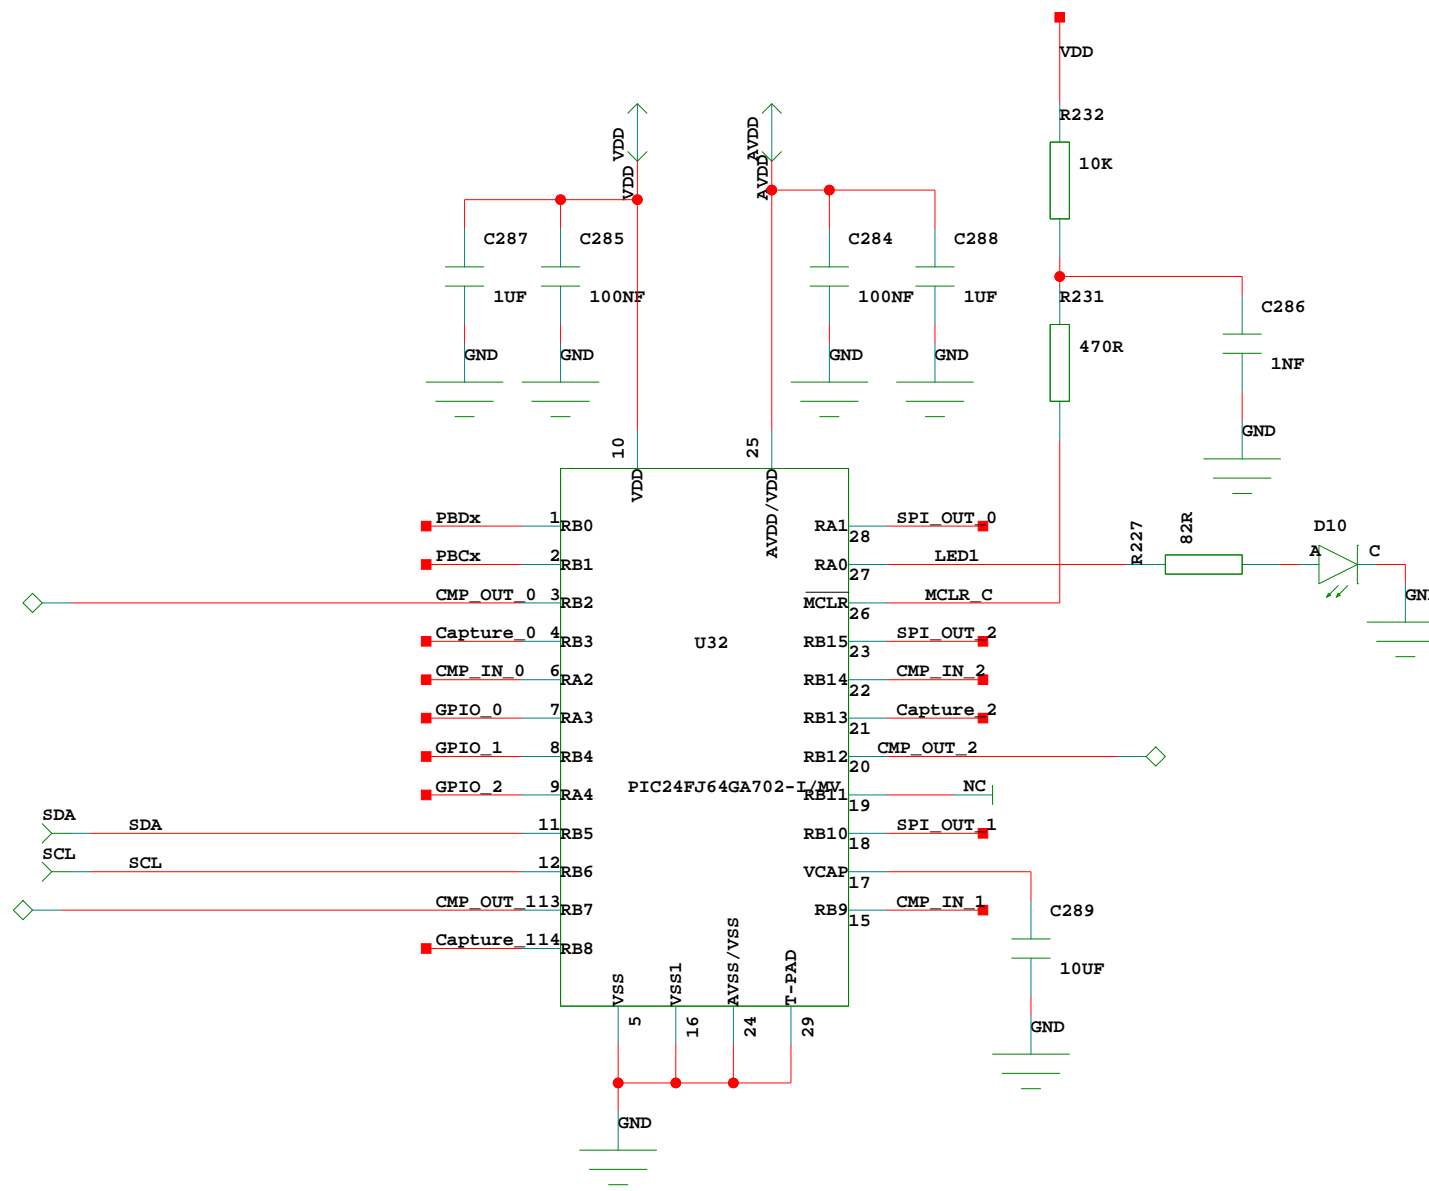 VDD
R232
10K
VDD
VDD
AVDD
AVDD
C287
1UF
GND
C285
100NF
GND
C284
100NF
GND
C288
1UF
GND
R231
470R
C286
1NF
GND
10
VDD
25
AVDD/VDD
PBDx 1 RB0
PBCx 2 RB1
CMP_OUT_0 3 RB2
Capture_0 4 RB3
CMP_IN_0 6 RA2
GPIO_0 7 RA3
GPIO_1 8 RB4
GPIO_2 9 RA4
SDA SDA 11 RB5
SCL SCL 12 RB6
CMP_OUT_1 13 RB7
Capture_1 14 RB8
U32
PIC24FJ64GA702-I/MV
RA1 28 SPI_OUT_0
RA0 27 LED1
R227
82R
D10
A C
MCLR 26 MCLR_C
RB15 23 SPI_OUT_2
RB14 22 CMP_IN_2
RB13 21 Capture_2
RB12 20 CMP_OUT_2
RB11 19 NC
RB10 18 SPI_OUT_1
VCAP 17
RB9 15 CMP_IN_1
C289
10UF
GND
VSS 5
VSS1 16
AVSS/VSS 24
T-PAD 29
GND